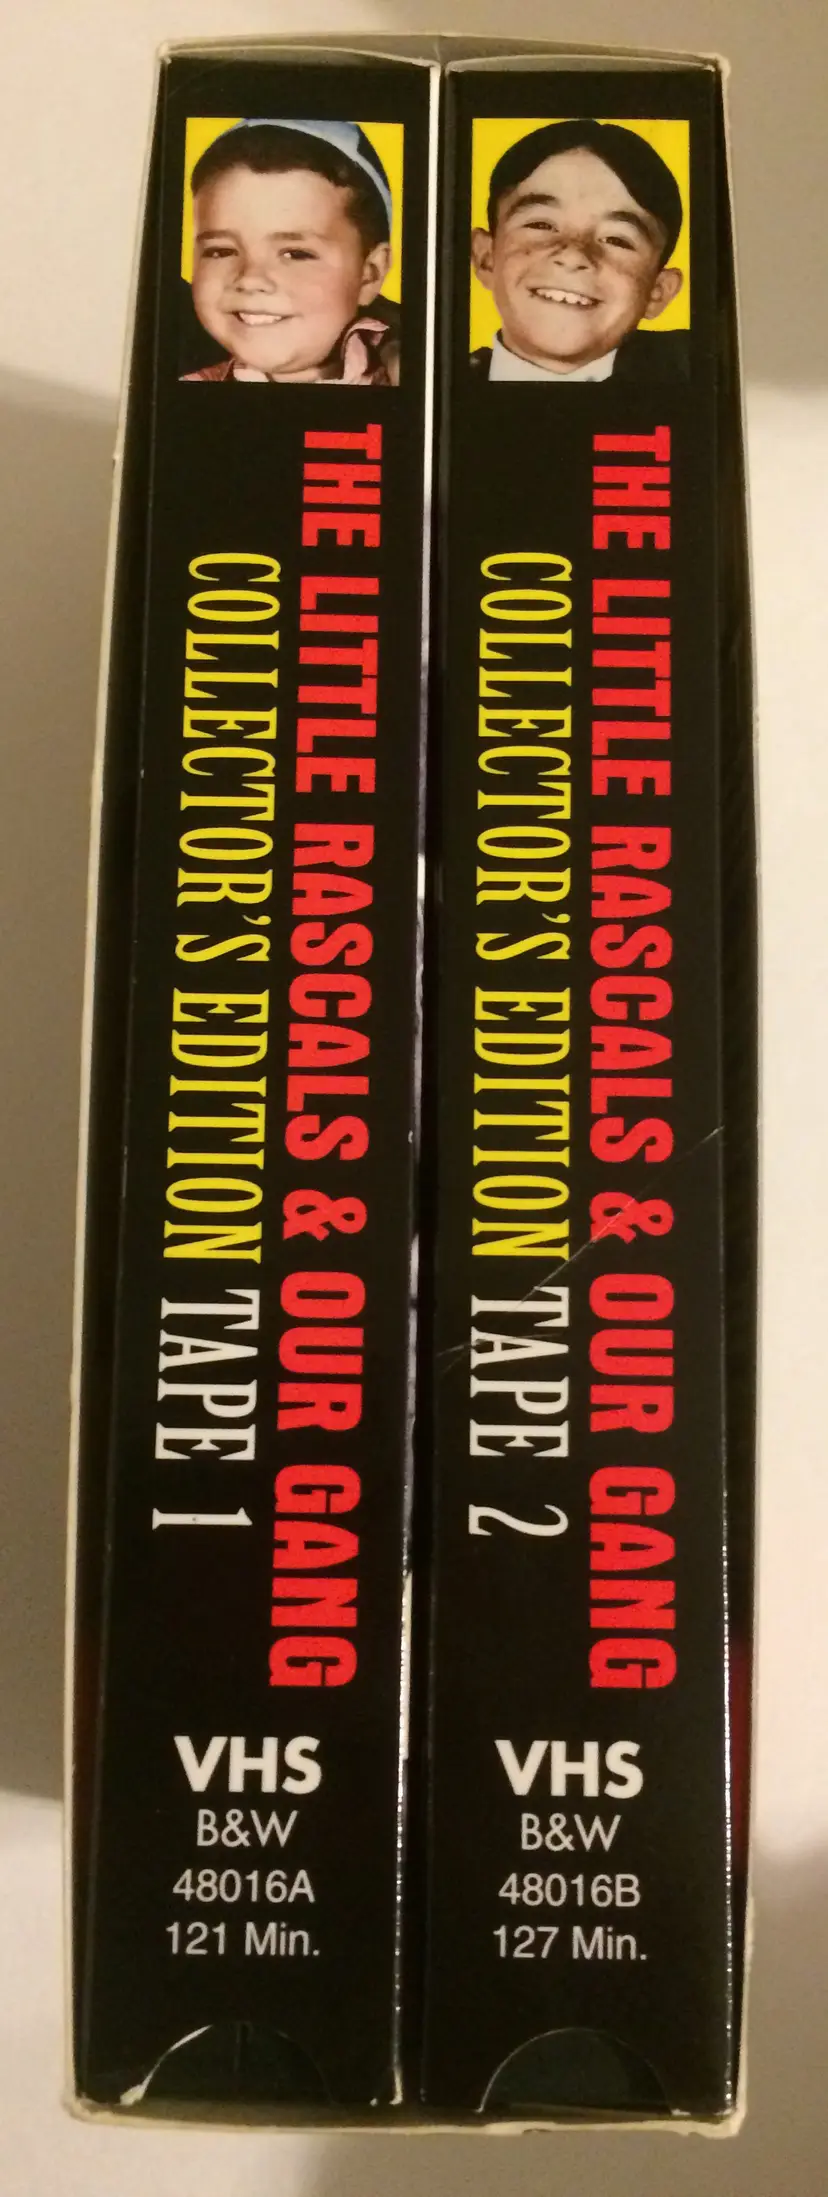 THE LITTLE RASCALS & OUR GANG
COLLECTOR'S EDITION TAPE 1
VHS
B&W
48016A
121 Min.
THE LITTLE RASCALS & OUR GANG
COLLECTOR'S EDITION TAPE 2
VHS
B&W
48016B
127 Min.